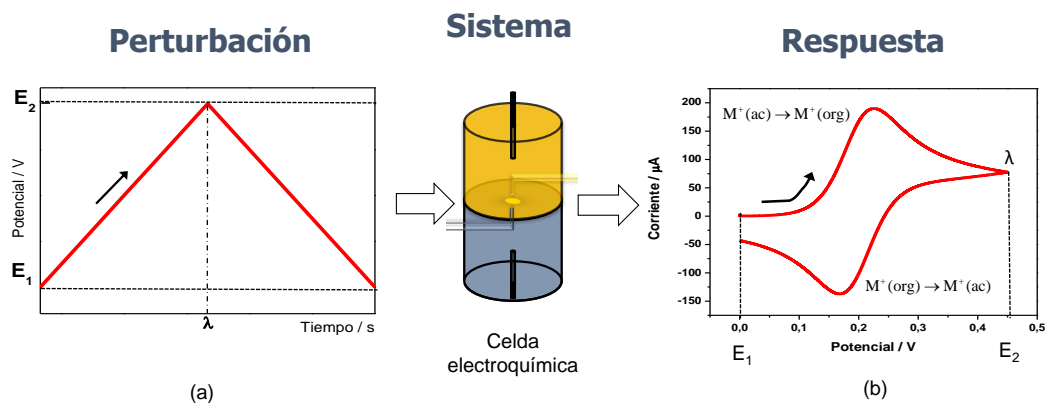 Perturbación
Sistema
Respuesta
E₂
Potencial / V
E₁
λ
Tiempo / s
(a)
Celda
electroquímica
M⁺(ac) → M⁺(org)
λ
M⁺(org) → M⁺(ac)
Corriente / μA
200
150
100
50
0
-50
-100
-150
0,0 0,1 0,2 0,3 0,4 0,5
E₁ Potencial / V E₂
(b)